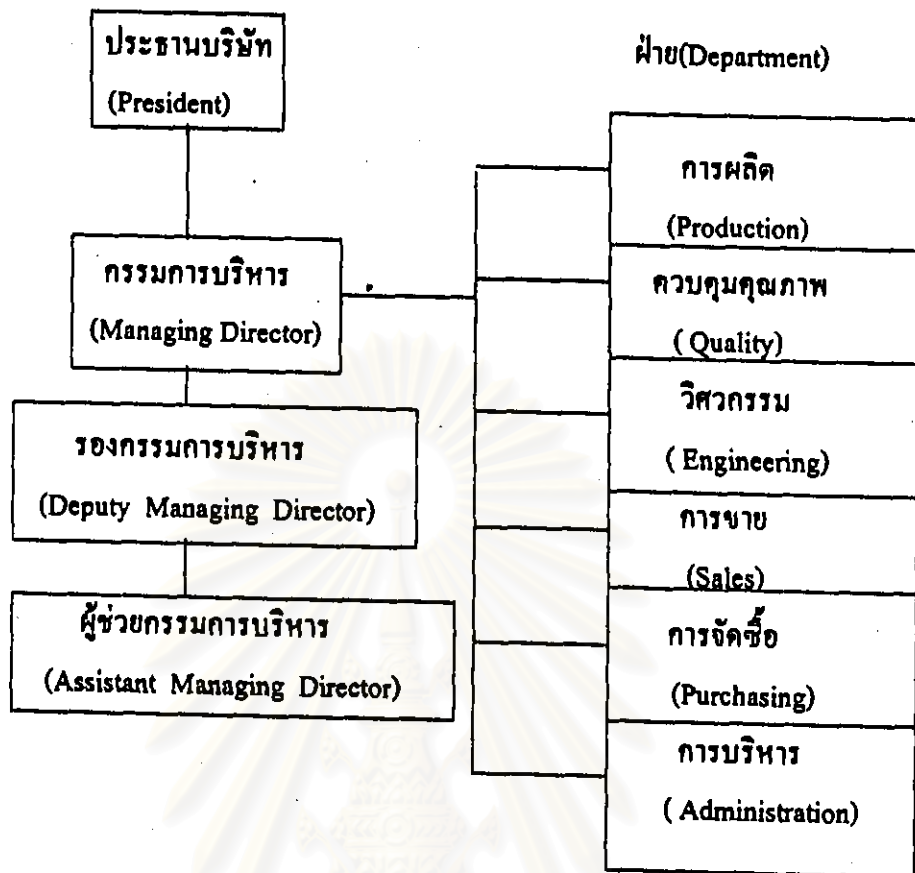 ประธานบริษัท
(President)
กรรมการบริหาร
(Managing Director)
รองกรรมการบริหาร
(Deputy Managing Director)
ผู้ช่วยกรรมการบริหาร
(Assistant Managing Director)
ฝ่าย(Department)
การผลิต
(Production)
ควบคุมคุณภาพ
( Quality)
วิศวกรรม
( Engineering)
การขาย
(Sales)
การจัดซื้อ
(Purchasing)
การบริหาร
( Administration)